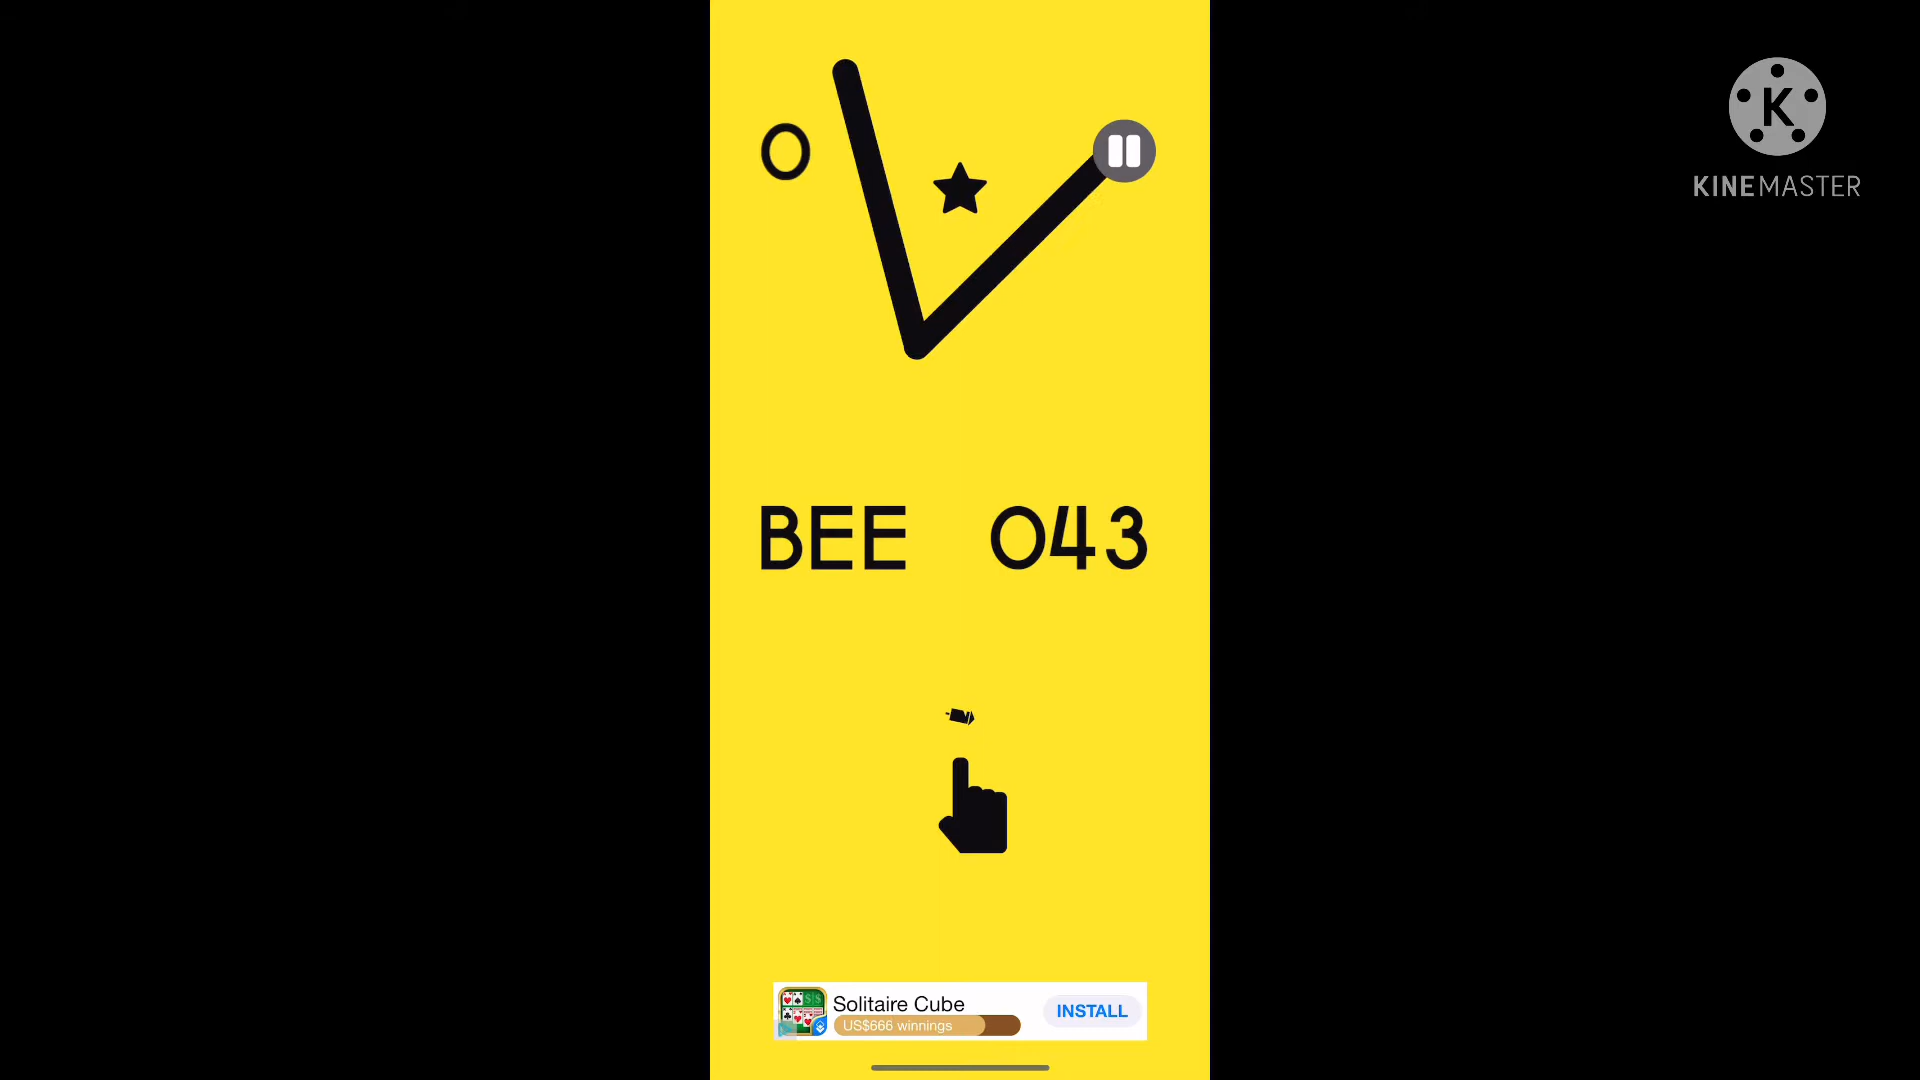 0
K
KINEMASTER
BEE 043
Solitaire Cube
US$666 winnings
INSTALL